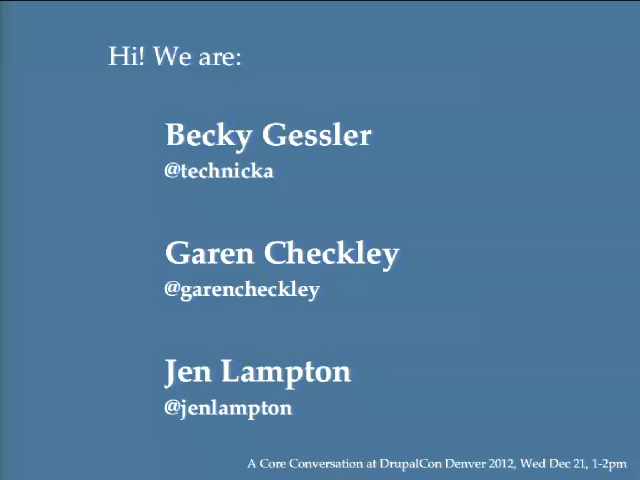 Hi! We are:
Becky Gessler
@technicka
Garen Checkley
@garencheckley
Jen Lampton
@jenlampton
A Core Conversation at DrupalCon Denver 2012, Wed Dec 21, 1-2pm